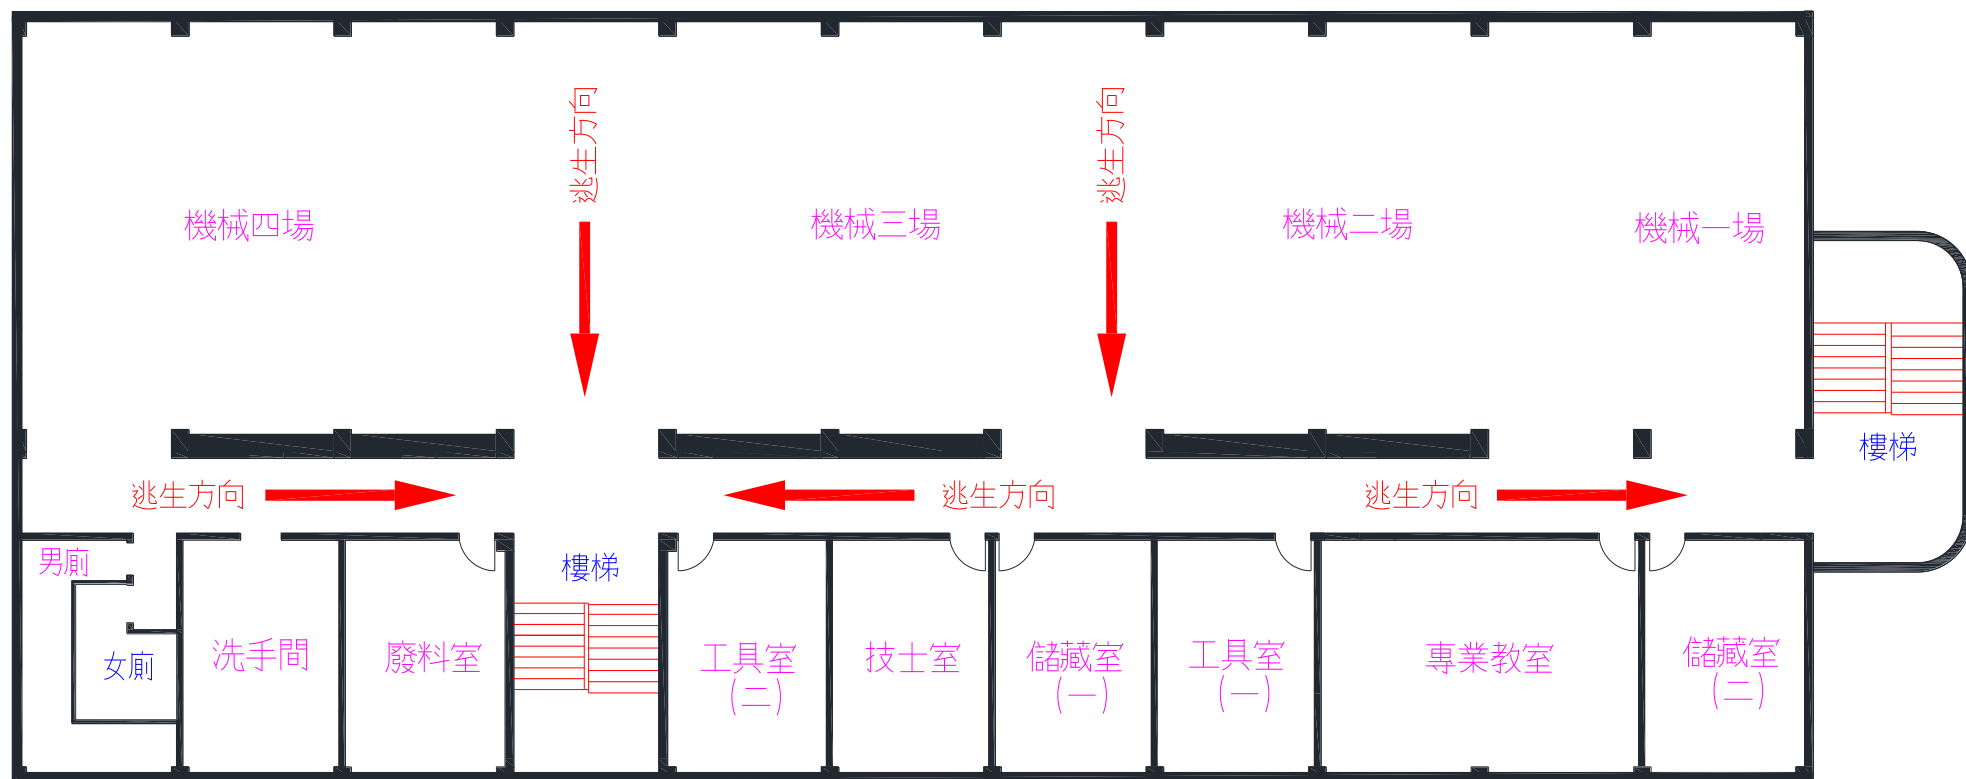 逃生方向
逃生方向
機械四場
機械三場
機械二場
機械一場
樓梯
逃生方向
逃生方向
逃生方向
男廁
樓梯
女廁
洗手間
廢料室
工具室
(二)
技士室
儲藏室
(一)
工具室
(一)
專業教室
儲藏室
(二)